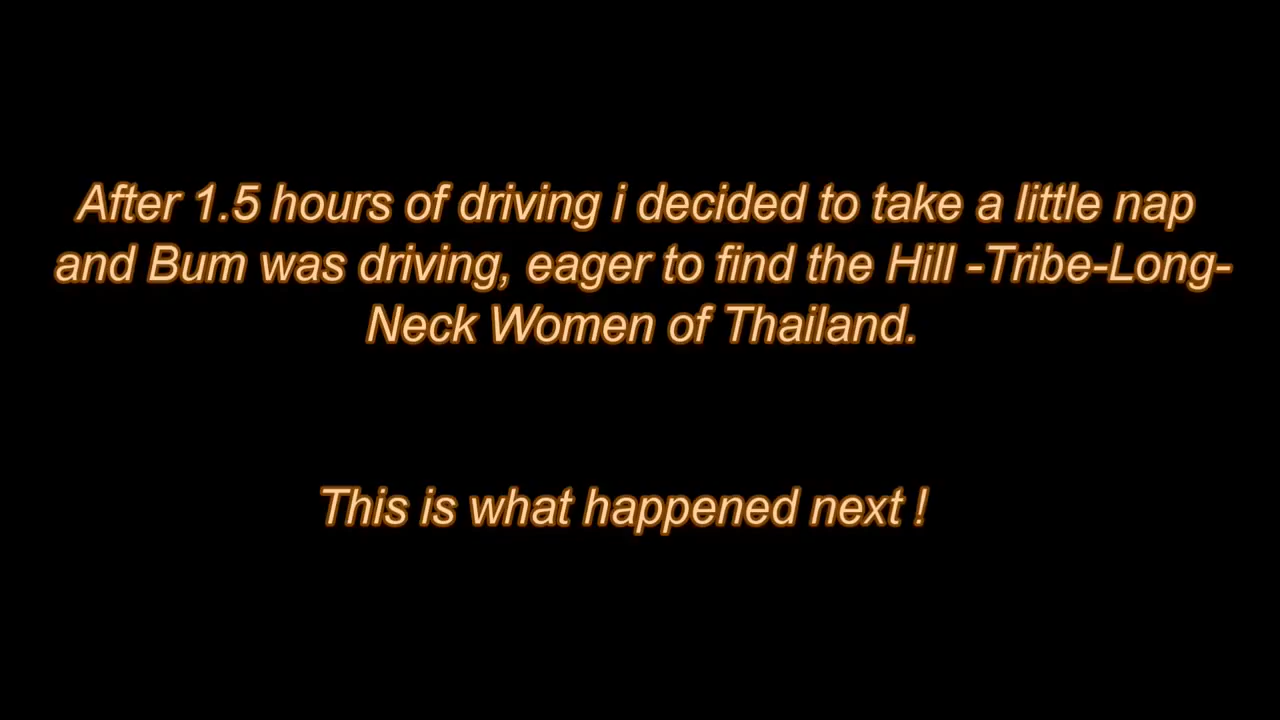 After 1.5 hours of driving i decided to take a little nap
and Bum was driving, eager to find the Hill -Tribe-Long-
Neck Women of Thailand.
This is what happened next !